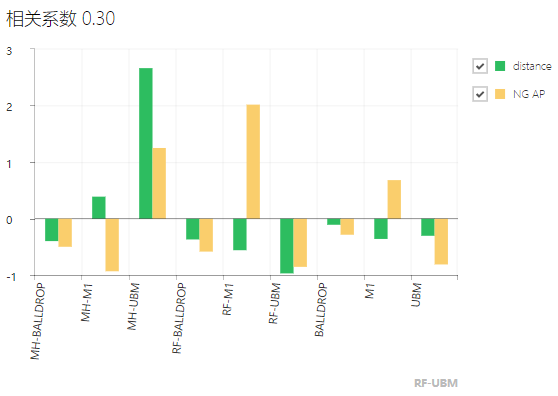 相关系数 0.30
3
2
1
0
-1
distance
NG AP
MH-BALLDROP
MH-M1
MH-UBM
RF-BALLDROP
RF-M1
RF-UBM
BALLDROP
M1
UBM
RF-UBM